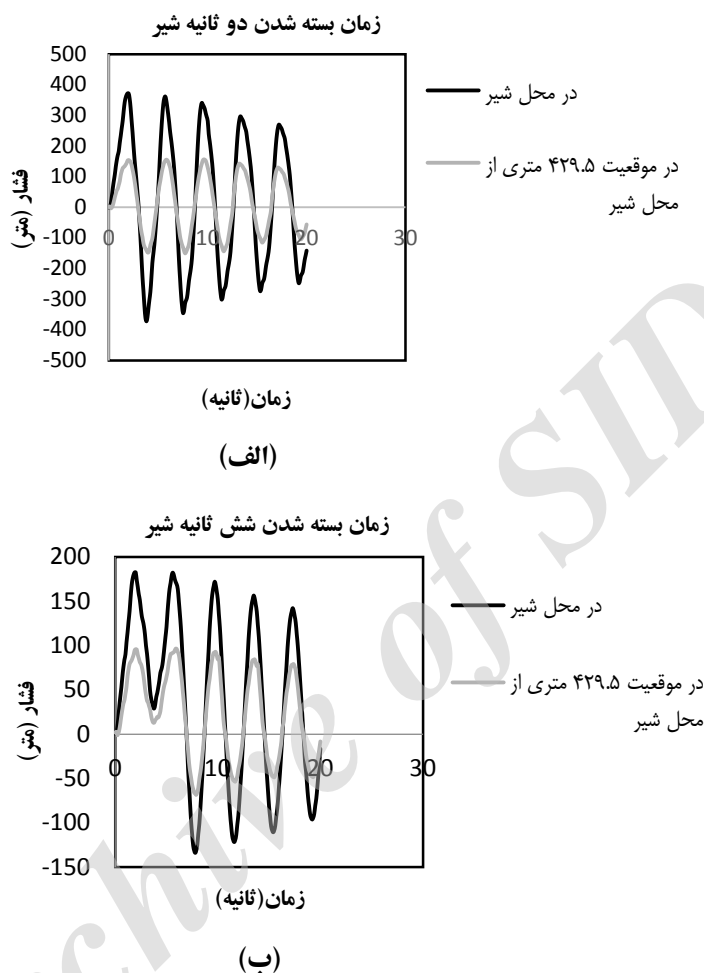 زمان بسته شدن دو ثانیه شیر
500
400
300
200
100
0
-100
-200
-300
-400
-500
0
10
20
30
فشار (متر)
زمان(ثانیه)
در محل شیر
در موقعیت ۴۲۹.۵ متری از
محل شیر
(الف)
زمان بسته شدن شش ثانیه شیر
200
150
100
50
0
-50
-100
-150
0
10
20
30
فشار (متر)
زمان(ثانیه)
در محل شیر
در موقعیت ۴۲۹.۵ متری از
محل شیر
(ب)
Archive of SID